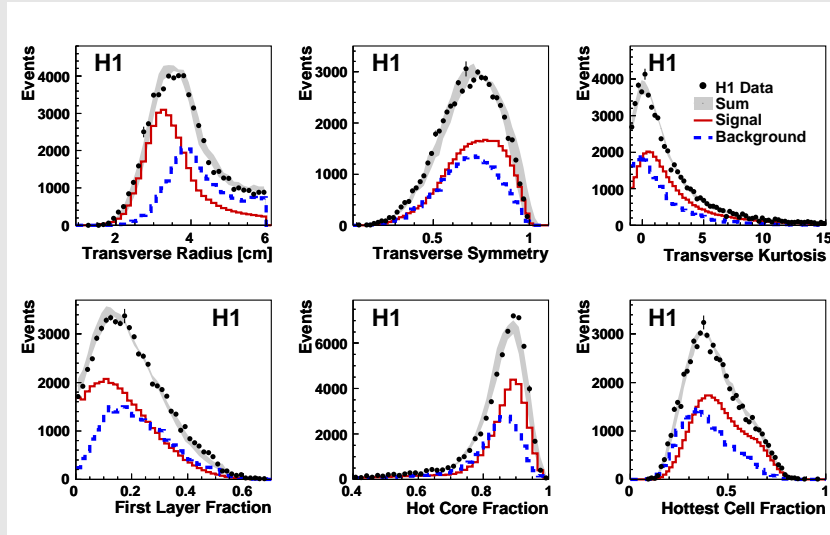 H1
Events
4000
3000
2000
1000
0
2
4
6
Transverse Radius [cm]
H1
Events
3000
2000
1000
0
0.5
1
Transverse Symmetry
H1
Events
4000
3000
2000
1000
0
0
5
10
15
Transverse Kurtosis
H1 Data
Sum
Signal
Background
H1
Events
3000
2000
1000
0
0
0.2
0.4
0.6
First Layer Fraction
H1
Events
6000
4000
2000
0
0.4
0.6
0.8
1
Hot Core Fraction
H1
Events
4000
3000
2000
1000
0
0
0.5
1
Hottest Cell Fraction